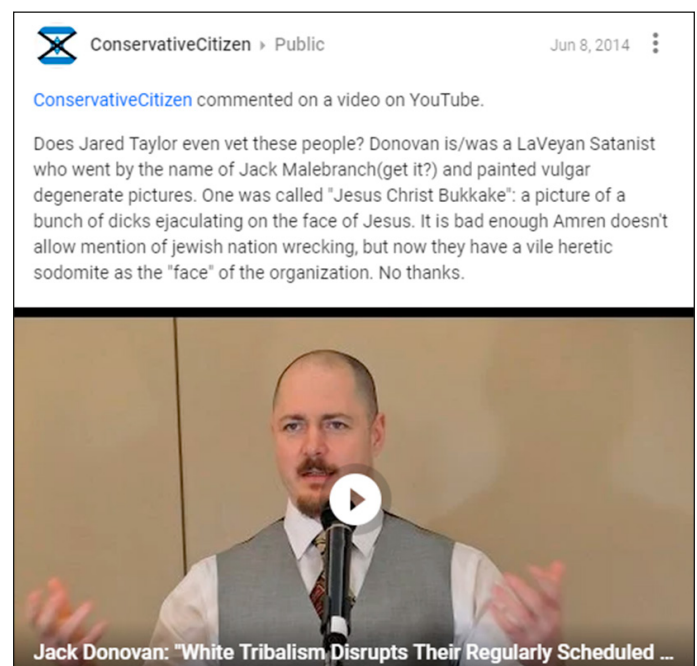 ConservativeCitizen ▸ Public
Jun 8, 2014
ConservativeCitizen commented on a video on YouTube.
Does Jared Taylor even vet these people? Donovan is/was a LaVeyan Satanist
who went by the name of Jack Malebranch(get it?) and painted vulgar
degenerate pictures. One was called "Jesus Christ Bukkake": a picture of a
bunch of dicks ejaculating on the face of Jesus. It is bad enough Amren doesn't
allow mention of jewish nation wrecking, but now they have a vile heretic
sodomite as the "face" of the organization. No thanks.
Jack Donovan: "White Tribalism Disrupts Their Regularly Scheduled ...